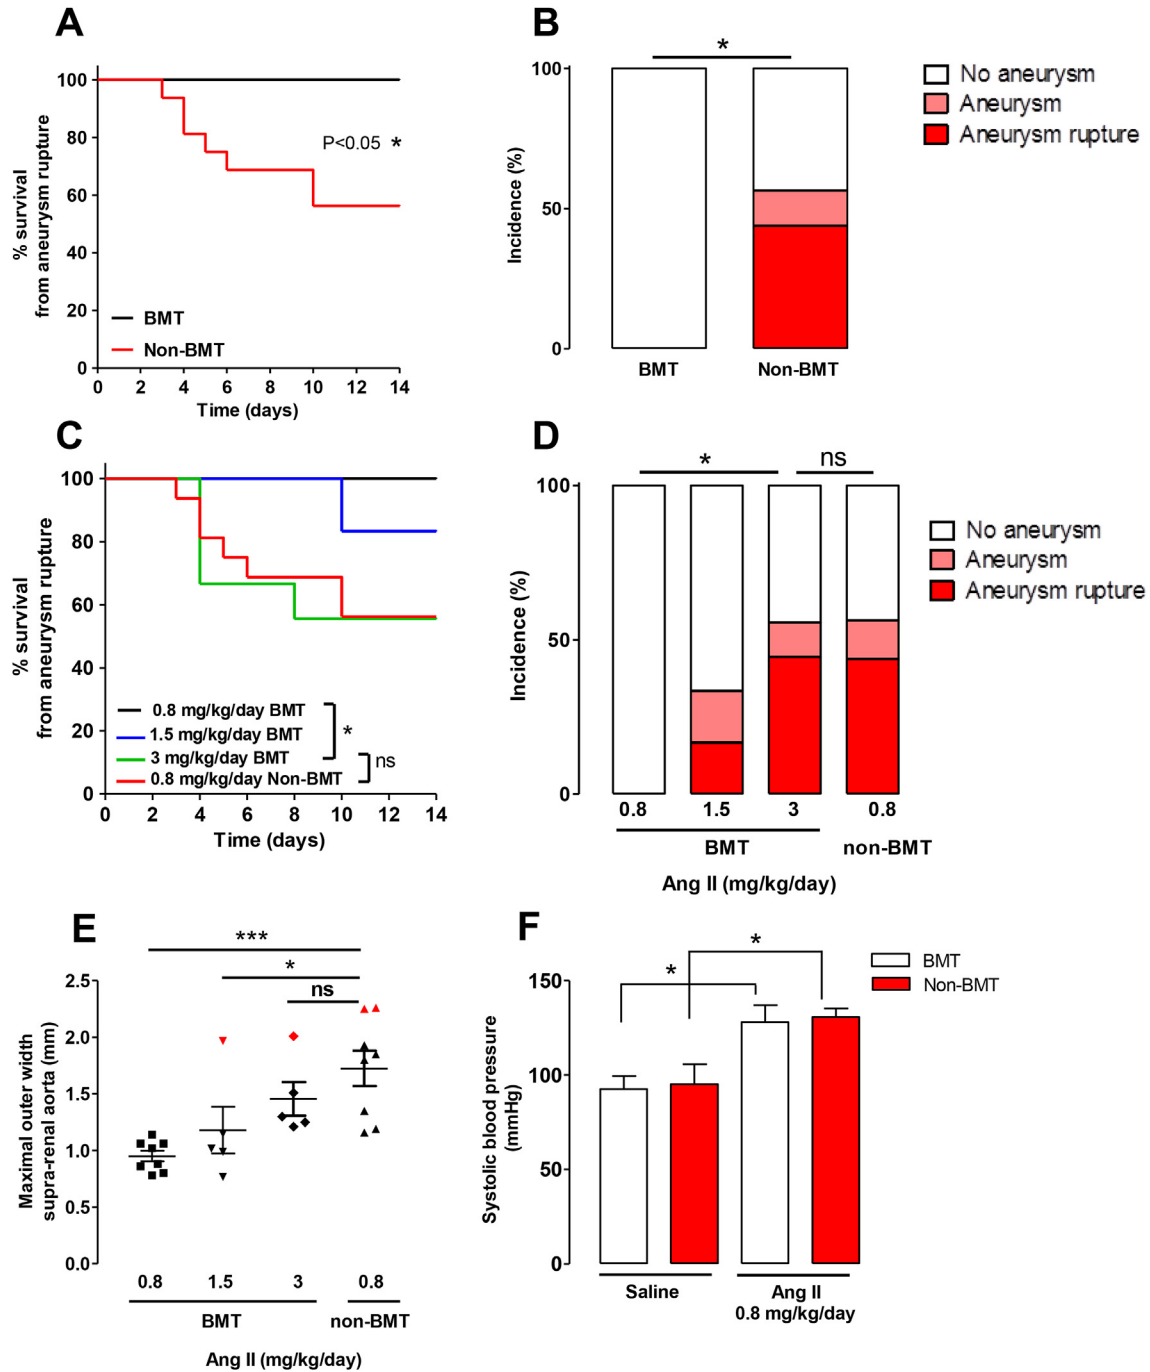 A
% survival
from aneurysm rupture
100
80
60
40
20
0
P<0.05 *
BMT
Non-BMT
0 2 4 6 8 10 12 14
Time (days)
B
*
Incidence (%)
100
50
0
BMT Non-BMT
No aneurysm
Aneurysm
Aneurysm rupture
C
% survival
from aneurysm rupture
100
80
60
40
20
0
0.8 mg/kg/day BMT
1.5 mg/kg/day BMT
3 mg/kg/day BMT
0.8 mg/kg/day Non-BMT
*
ns
0 2 4 6 8 10 12 14
Time (days)
D
* ns
Incidence (%)
100
50
0
0.8 1.5 3 0.8
BMT non-BMT
Ang II (mg/kg/day)
No aneurysm
Aneurysm
Aneurysm rupture
E
***
*
ns
Maximal outer width
supra-renal aorta (mm)
2.5
2.0
1.5
1.0
0.5
0.0
0.8 1.5 3 0.8
BMT non-BMT
Ang II (mg/kg/day)
F
*
*
BMT
Non-BMT
Systolic blood pressure
(mmHg)
150
100
50
0
Saline Ang II
0.8 mg/kg/day